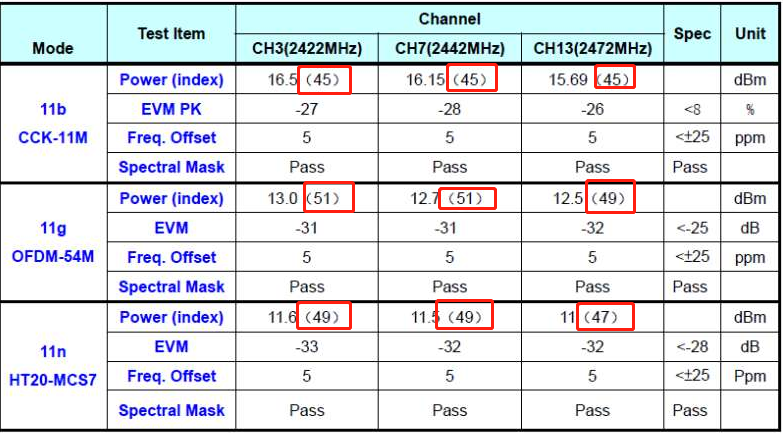 Mode Test Item Channel Spec Unit
CH3(2422MHz) CH7(2442MHz) CH13(2472MHz)
11b CCK-11M
Power (index) 16.5（45） 16.15（45） 15.69（45） dBm
EVM PK -27 -28 -26 <8 %
Freq. Offset 5 5 5 <±25 ppm
Spectral Mask Pass Pass Pass Pass
11g OFDM-54M
Power (index) 13.0（51） 12.7（51） 12.5（49） dBm
EVM -31 -31 -32 <-25 dB
Freq. Offset 5 5 5 <±25 ppm
Spectral Mask Pass Pass Pass Pass
11n HT20-MCS7
Power (index) 11.6（49） 11.5（49） 11（47） dBm
EVM -33 -32 -32 <-28 dB
Freq. Offset 5 5 5 <±25 Ppm
Spectral Mask Pass Pass Pass Pass